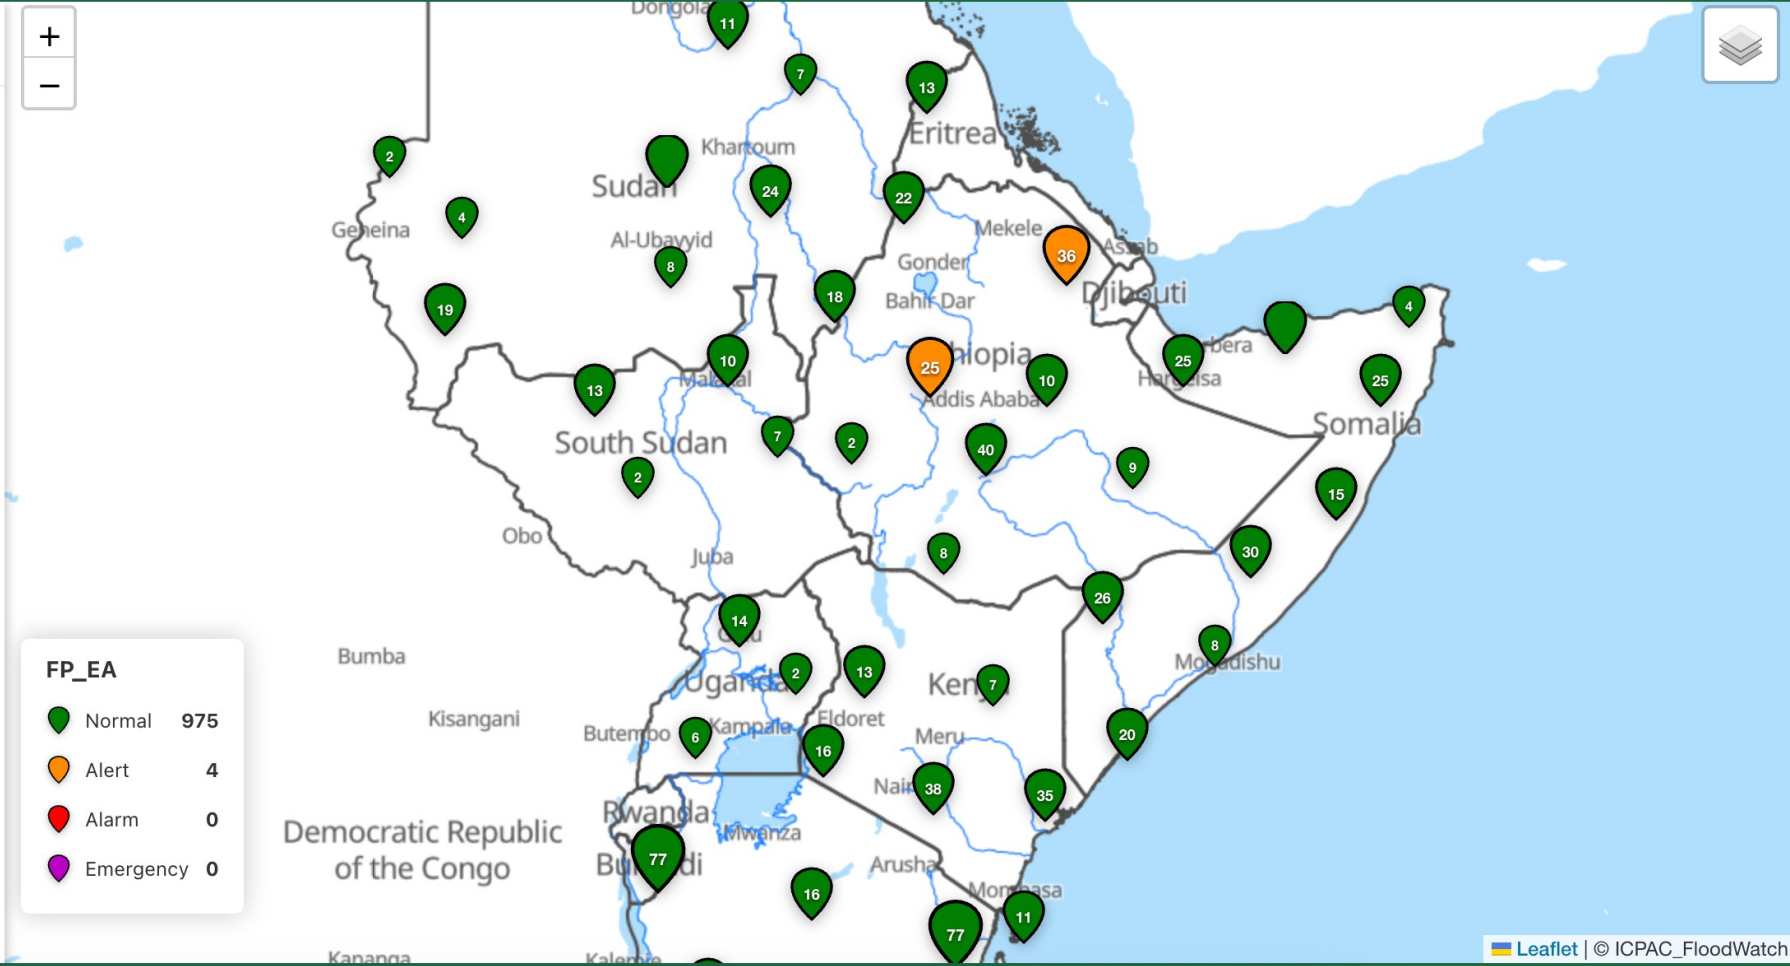 +
−
Dongola
11
7
13
Eritrea
2
Khartoum
Sudan
24
22
4
Geneina
Al-Ubayyid
8
Mekele
36
Assab
Gonder
Djibouti
Bahir Dar
19
18
4
25
Berbera
10
Malakal
25
Ethiopia
10
Hargeisa
25
13
Addis Ababa
Somalia
South Sudan
7
2
40
9
2
15
Obo
Juba
8
30
26
14
Gulu
8
Mogadishu
Bumba
Uganda
2
13
Kenya
7
Kisangani
Butembo
6
Kampala
Eldoret
16
Meru
20
38
35
Rwanda
Mwanza
Democratic Republic
of the Congo
77
Burundi
Arusha
16
Mombasa
11
77
Kananga
Kalemie
FP_EA
Normal 975
Alert 4
Alarm 0
Emergency 0
Leaflet | © ICPAC_FloodWatch